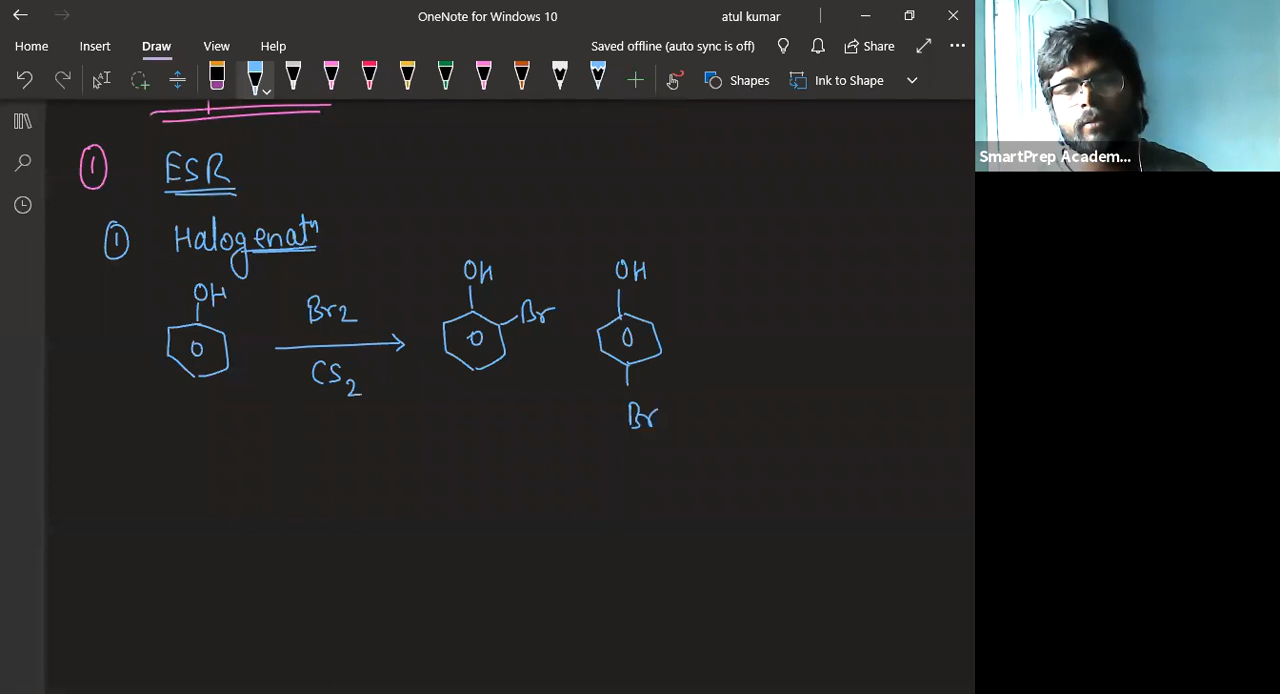 OneNote for Windows 10
atul kumar
Home Insert Draw View Help
Saved offline (auto sync is off)
Share
Shapes
Ink to Shape
SmartPrep Academ...
① ESR
① Halogenatⁿ
OH
Br2
CS2
OH
Br
OH
Br